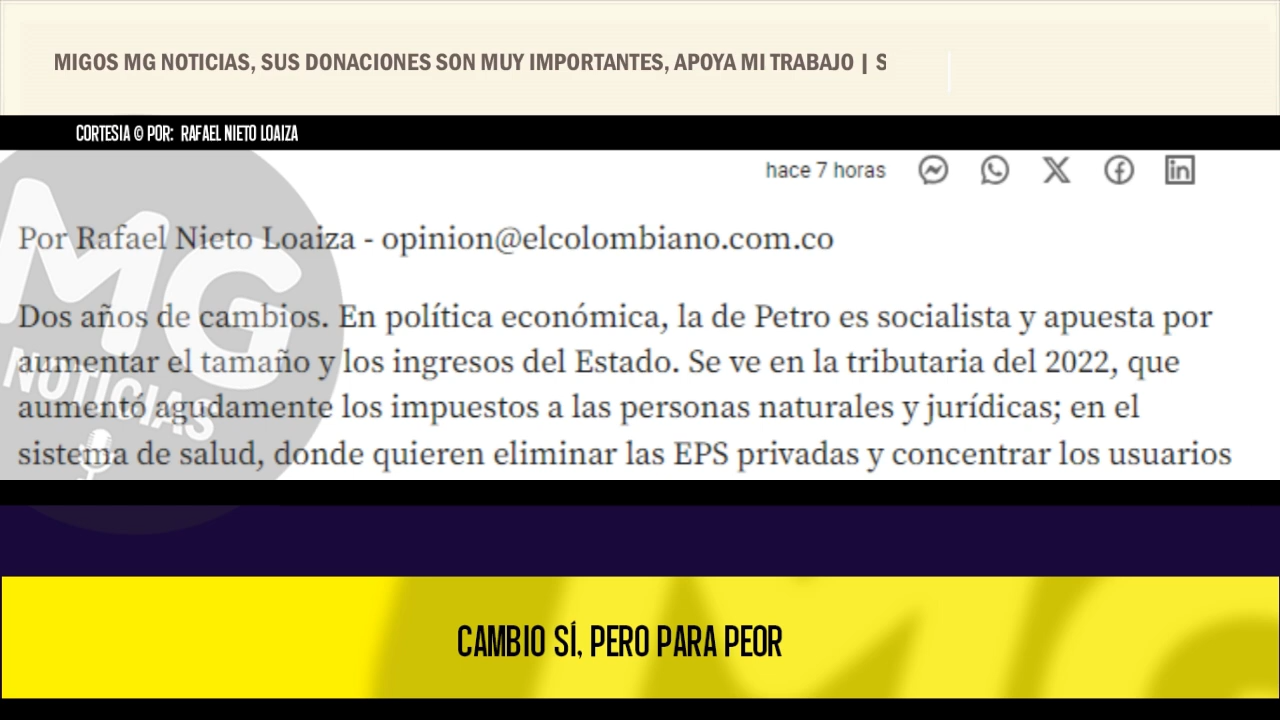 MIGOS MG NOTICIAS, SUS DONACIONES SON MUY IMPORTANTES, APOYA MI TRABAJO | S
CORTESIA © POR: RAFAEL NIETO LOAIZA
hace 7 horas
Por Rafael Nieto Loaiza - opinion@elcolombiano.com.co
Dos años de cambios. En política económica, la de Petro es socialista y apuesta por
aumentar el tamaño y los ingresos del Estado. Se ve en la tributaria del 2022, que
aumentó agudamente los impuestos a las personas naturales y jurídicas; en el
sistema de salud, donde quieren eliminar las EPS privadas y concentrar los usuarios
MG
NOTICIAS
CAMBIO SÍ, PERO PARA PEOR